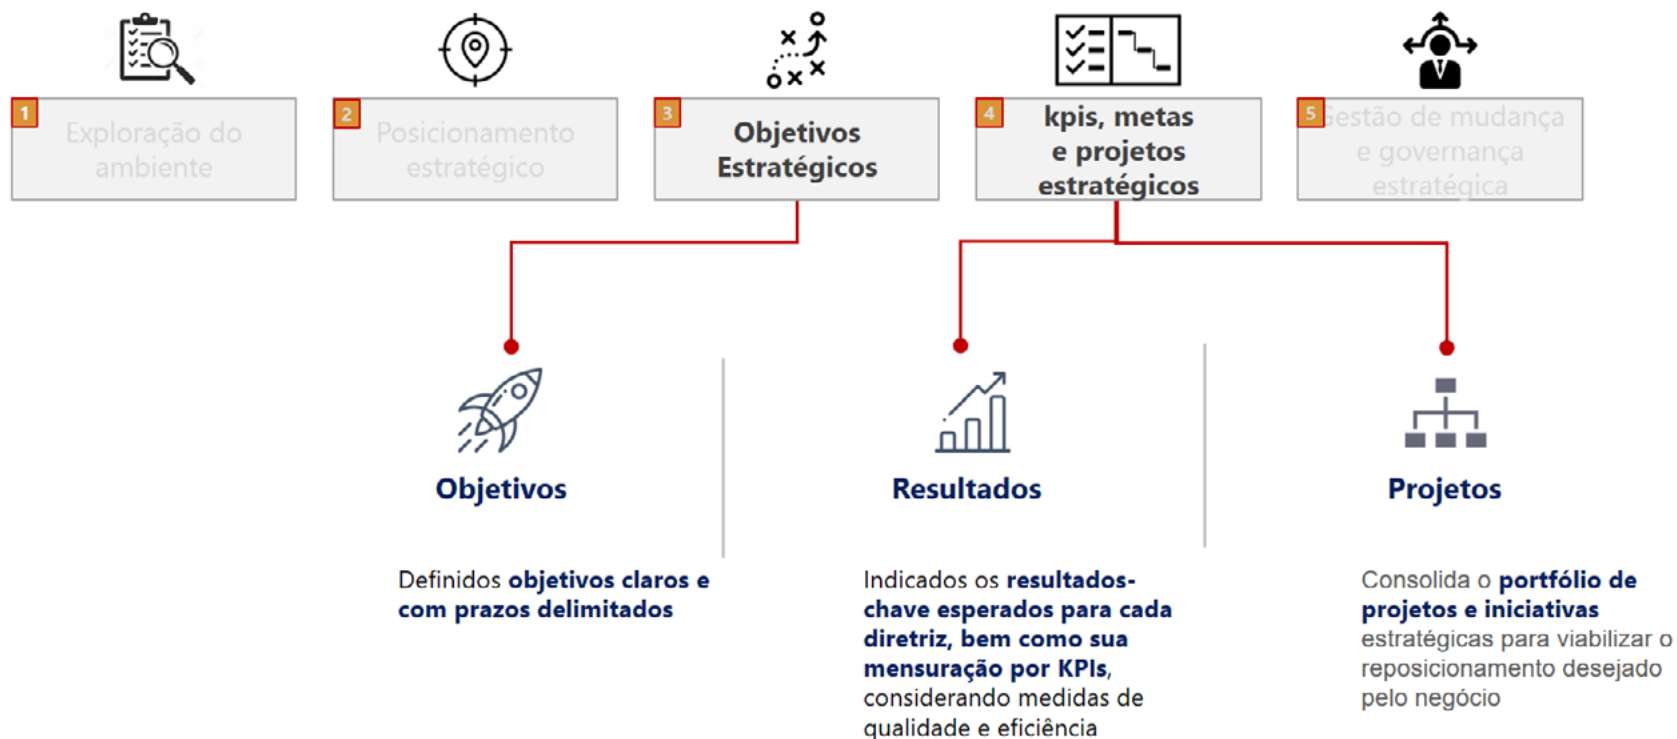 1
Exploração do
ambiente
2
Posicionamento
estratégico
3
Objetivos
Estratégicos
4
kpis, metas
e projetos
estratégicos
5
Gestão de mudança
e governança
estratégica
Objetivos
Definidos objetivos claros e
com prazos delimitados
Resultados
Indicados os resultados-
chave esperados para cada
diretriz, bem como sua
mensuração por KPIs,
considerando medidas de
qualidade e eficiência
Projetos
Consolida o portfólio de
projetos e iniciativas
estratégicas para viabilizar o
reposicionamento desejado
pelo negócio